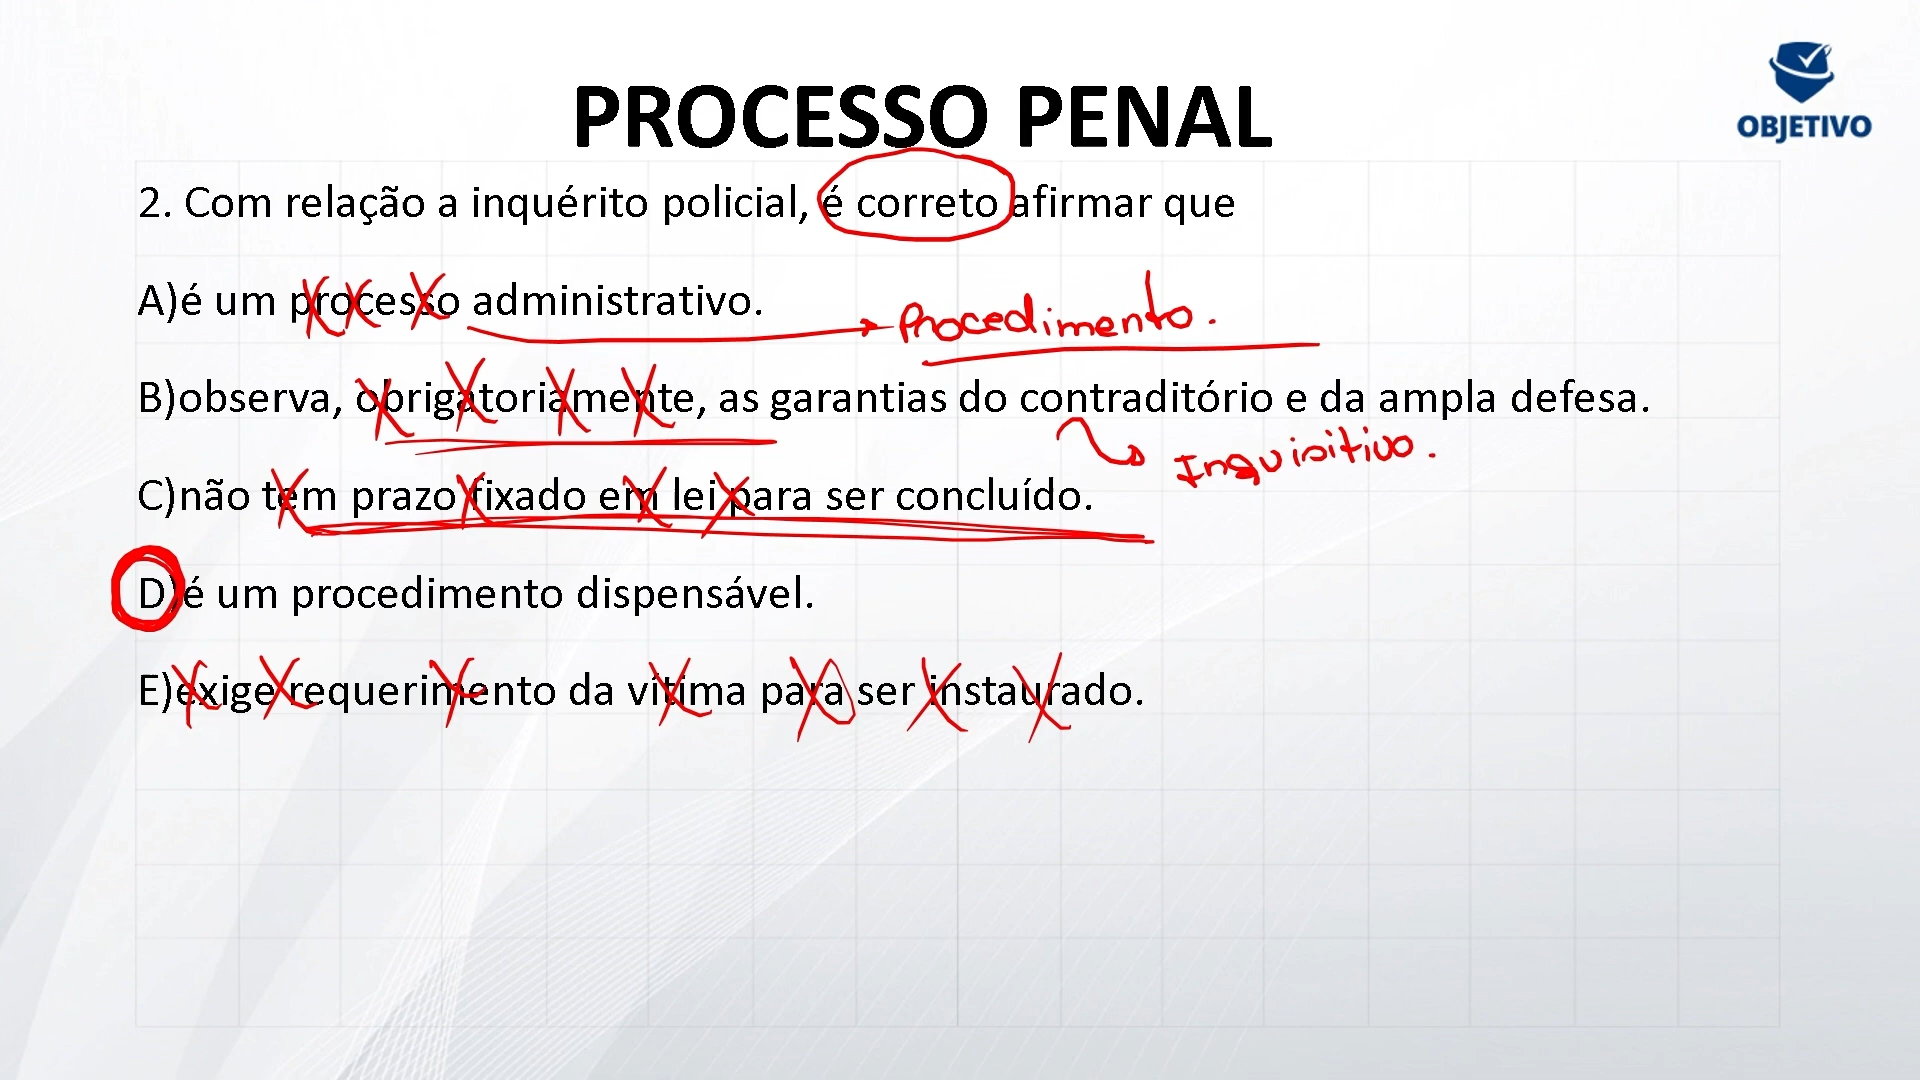 PROCESSO PENAL
OBJETIVO
2. Com relação a inquérito policial, é correto afirmar que
A)é um processo administrativo.
Procedimento.
B)observa, obrigatoriamente, as garantias do contraditório e da ampla defesa.
Inquisitivo.
C)não tem prazo fixado em lei para ser concluído.
D)é um procedimento dispensável.
E)exige requerimento da vítima para ser instaurado.